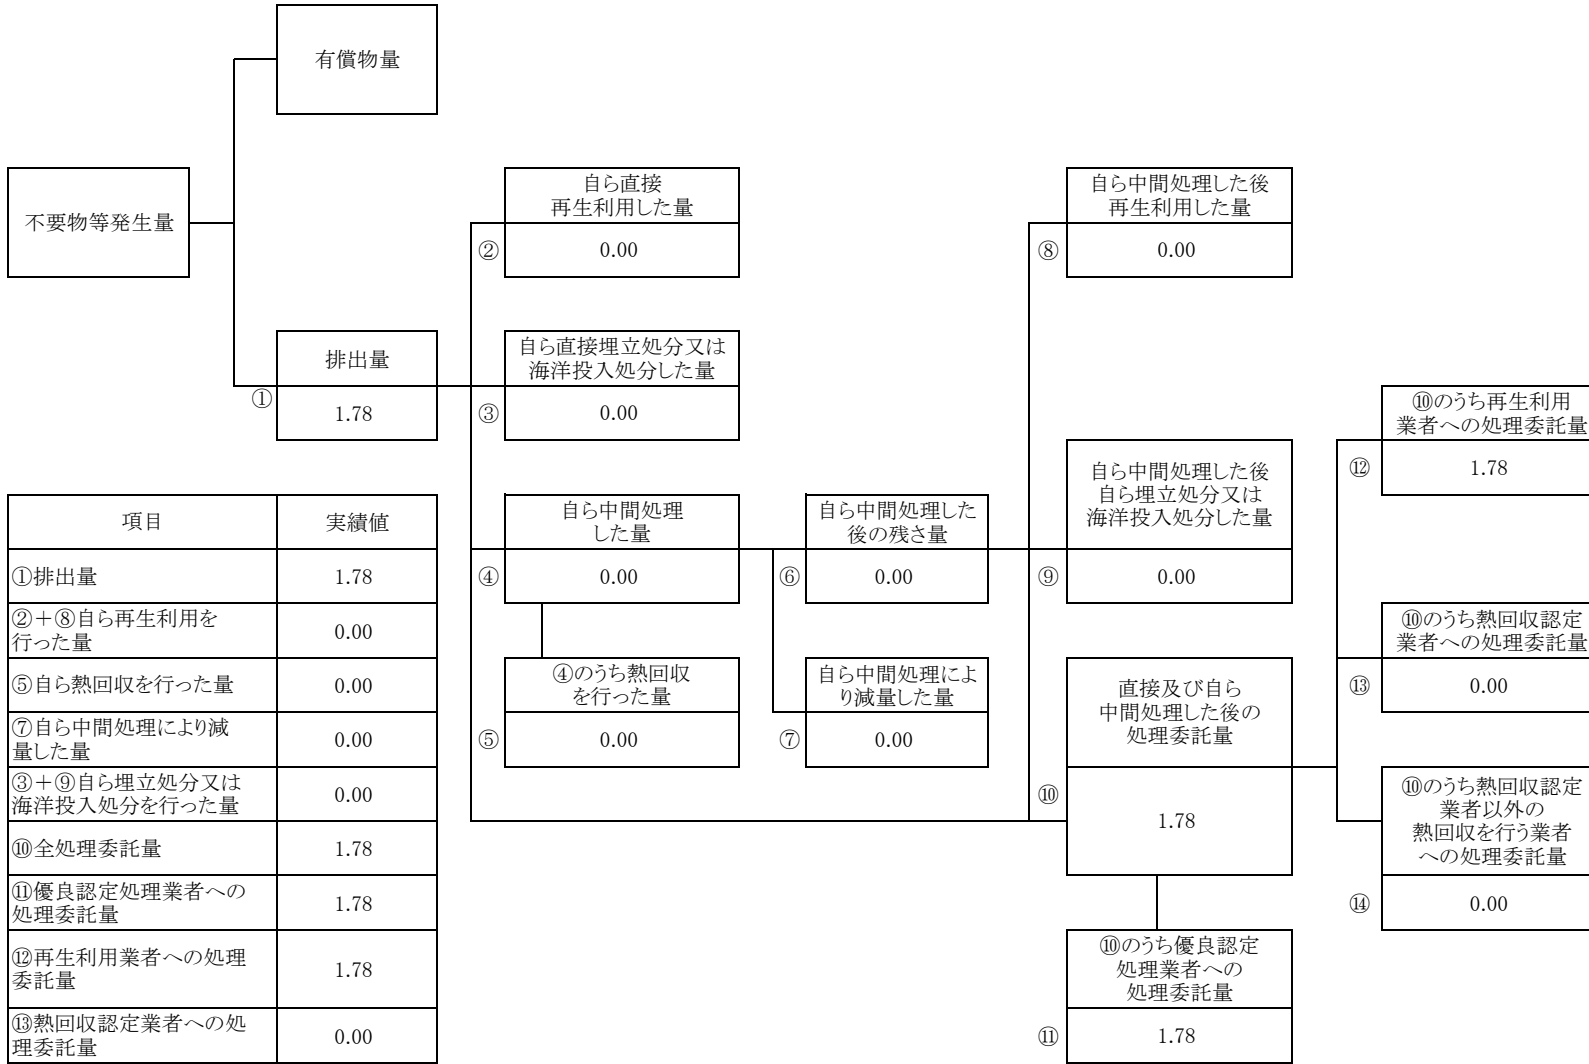 有償物量
不要物等発生量
自ら直接
再生利用した量
②
0.00
自ら中間処理した後
再生利用した量
⑧
0.00
排出量
①
1.78
自ら直接埋立処分又は
海洋投入処分した量
③
0.00
⑩のうち再生利用
業者への処理委託量
⑫
1.78
自ら中間処理
した量
④
0.00
自ら中間処理した
後の残さ量
⑥
0.00
自ら中間処理した後
自ら埋立処分又は
海洋投入処分した量
⑨
0.00
⑩のうち熱回収認定
業者への処理委託量
⑬
0.00
④のうち熱回収
を行った量
⑤
0.00
自ら中間処理によ
り減量した量
⑦
0.00
直接及び自ら
中間処理した後の
処理委託量
⑩
1.78
⑩のうち熱回収認定
業者以外の
熱回収を行う業者
への処理委託量
⑭
0.00
⑩のうち優良認定
処理業者への
処理委託量
⑪
1.78
項目
実績値
①排出量
1.78
②＋⑧自ら再生利用を
行った量
0.00
⑤自ら熱回収を行った量
0.00
⑦自ら中間処理により減
量した量
0.00
③＋⑨自ら埋立処分又は
海洋投入処分を行った量
0.00
⑩全処理委託量
1.78
⑪優良認定処理業者への
処理委託量
1.78
⑫再生利用業者への処理
委託量
1.78
⑬熱回収認定業者への処
理委託量
0.00